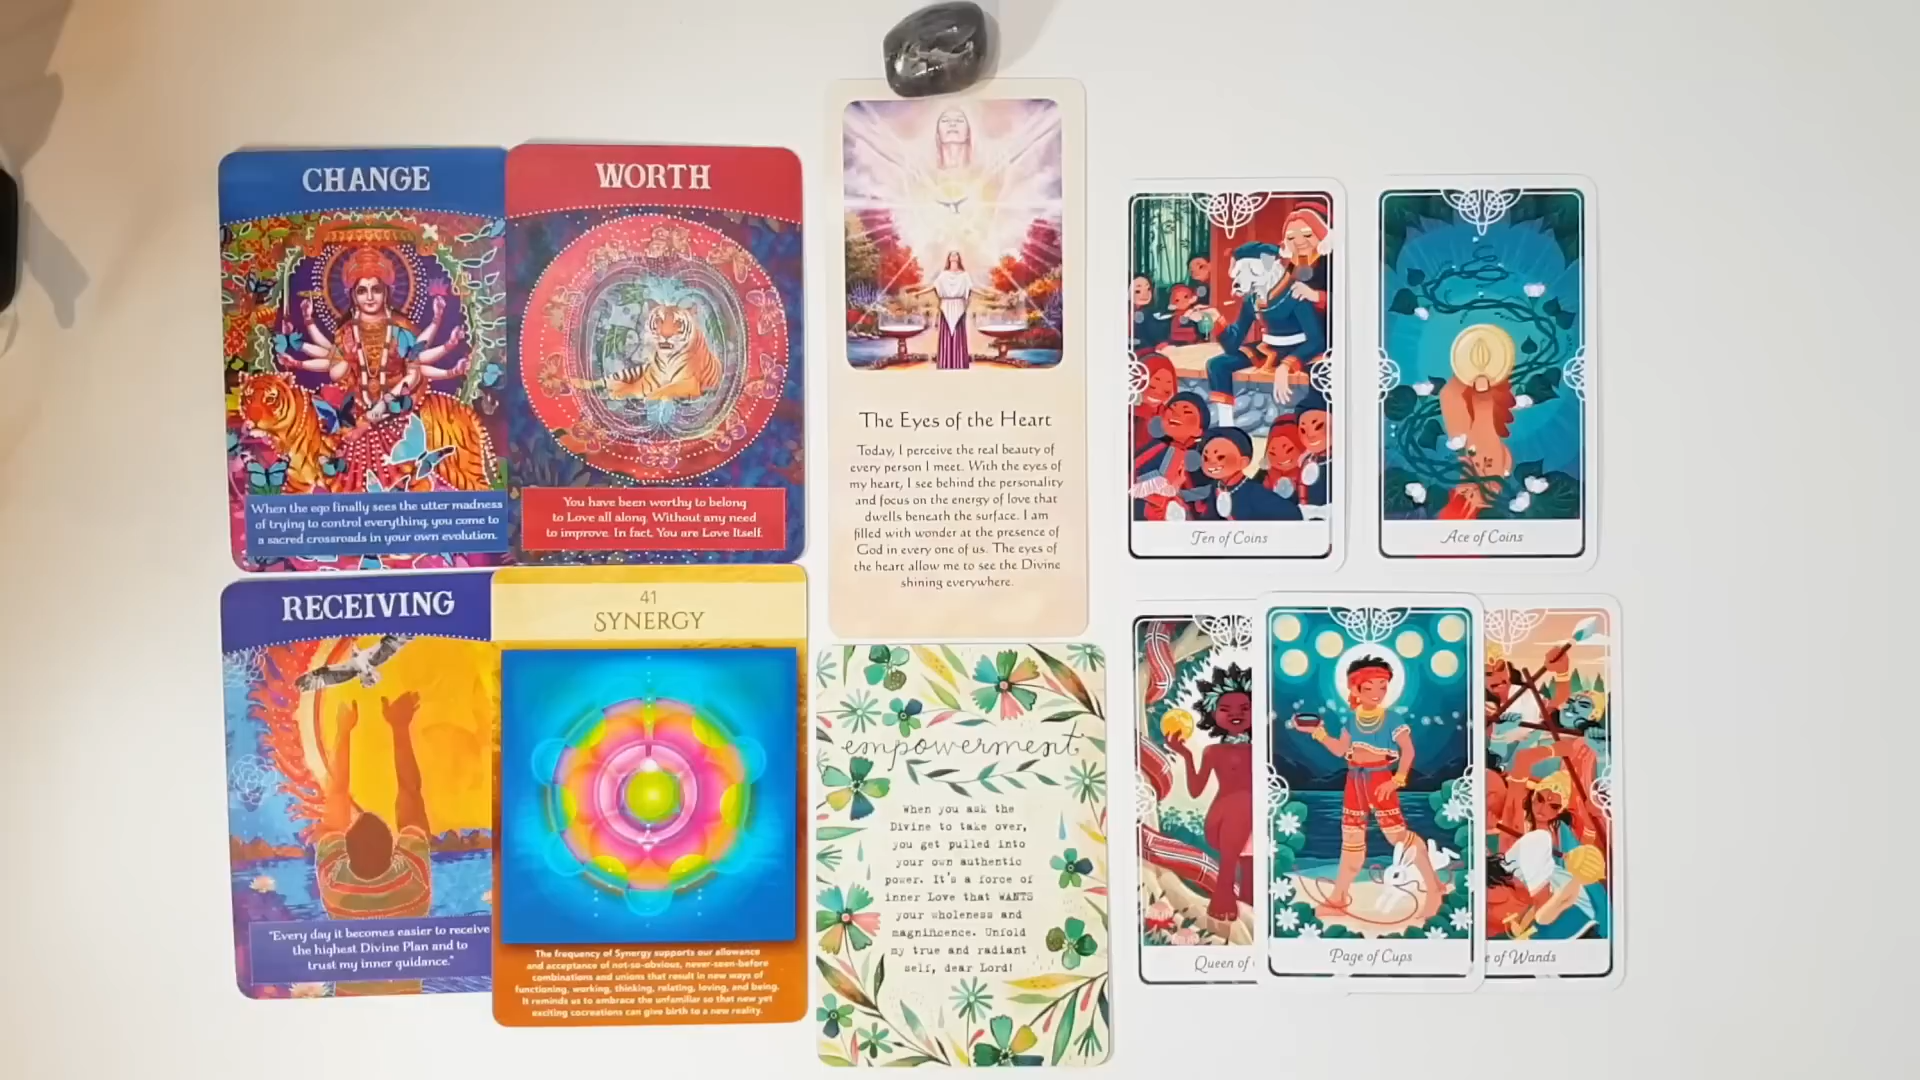 CHANGE
When the ego finally sees the utter madness
of trying to control everything, you come to
a sacred crossroads in your own evolution.
WORTH
You have been worthy to belong
to Love all along. Without any need
to improve. In fact, You are Love Itself.
The Eyes of the Heart
Today, I perceive the real beauty of
every person I meet. With the eyes of
my heart, I see behind the personality
and focus on the energy of love that
dwells beneath the surface. I am
filled with wonder at the presence of
God in every one of us. The eyes of
the heart allow me to see the Divine
shining everywhere.
Ten of Coins
Ace of Coins
RECEIVING
"Every day it becomes easier to receive
the highest Divine Plan and to
trust my inner guidance."
41
SYNERGY
The frequency of Synergy supports our allowance
and acceptance of not-so-obvious, never-seen-before
combinations and unions that result in new ways of
functioning, working, thinking, relating, loving, and being.
It reminds us to embrace the unfamiliar so that new yet
exciting cocreations can give birth to a new reality.
empowerment
When you ask the
Divine to take over,
you get pulled into
your own authentic
power. It's a force of
inner Love that WANTS
your wholeness and
magnificence. Unfold
my true and radiant
self, dear Lord!
Queen of
Page of Cups
e of Wands